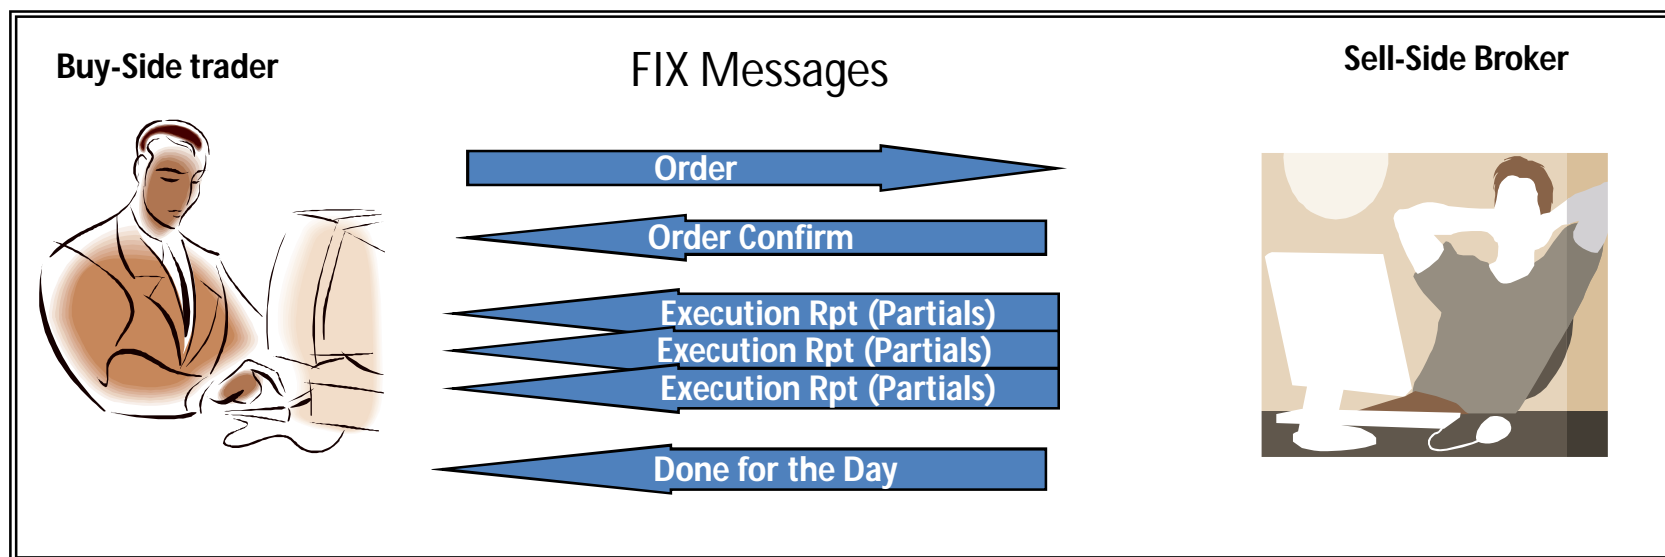 Buy-Side trader
FIX Messages
Sell-Side Broker
Order
Order Confirm
Execution Rpt (Partials)
Execution Rpt (Partials)
Execution Rpt (Partials)
Done for the Day